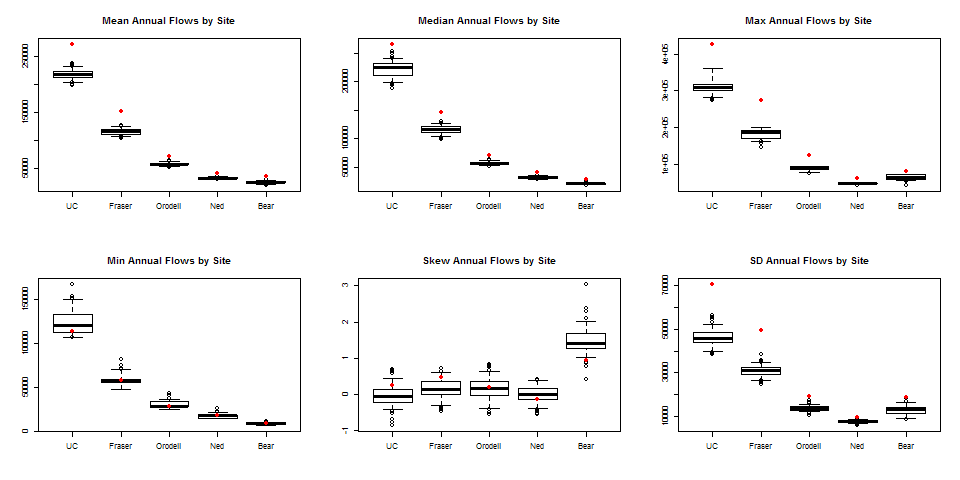 Mean Annual Flows by Site
50000
150000
250000
UC
Fraser
Orodell
Ned
Bear
Median Annual Flows by Site
50000
100000
200000
UC
Fraser
Orodell
Ned
Bear
Max Annual Flows by Site
1e+05
2e+05
3e+05
4e+05
UC
Fraser
Orodell
Ned
Bear
Min Annual Flows by Site
0
50000
100000
150000
UC
Fraser
Orodell
Ned
Bear
Skew Annual Flows by Site
-1
0
1
2
3
UC
Fraser
Orodell
Ned
Bear
SD Annual Flows by Site
10000
30000
50000
70000
UC
Fraser
Orodell
Ned
Bear